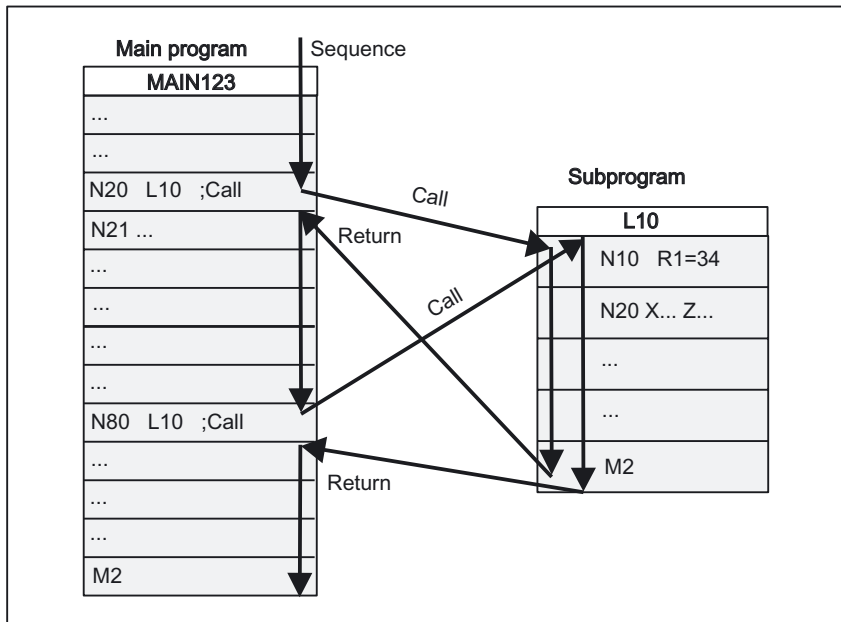 Main program
Sequence
MAIN123
...
...
N20 L10 ;Call
N21 ...
...
...
...
...
N80 L10 ;Call
...
...
...
M2
Call
Return
Call
Return
Subprogram
L10
N10 R1=34
N20 X... Z...
...
...
M2